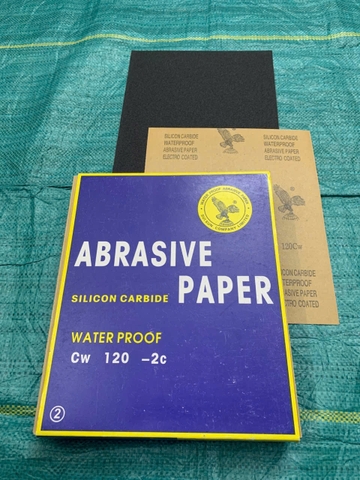 SILICON CARBIDE
WATERPROOF
ABRASIVE PAPER
ELECTRO COATED
SILICON CARBIDE
WATERPROOF
ABRASIVE PAPER
ELECTRO COATED
120Cw
SILICON CARBIDE
WATERPROOF
ABRASIVE PAPER
ELECTRO COATED
ABRASIVE
SILICON CARBIDE PAPER
WATER PROOF
Cw 120 -2c
2